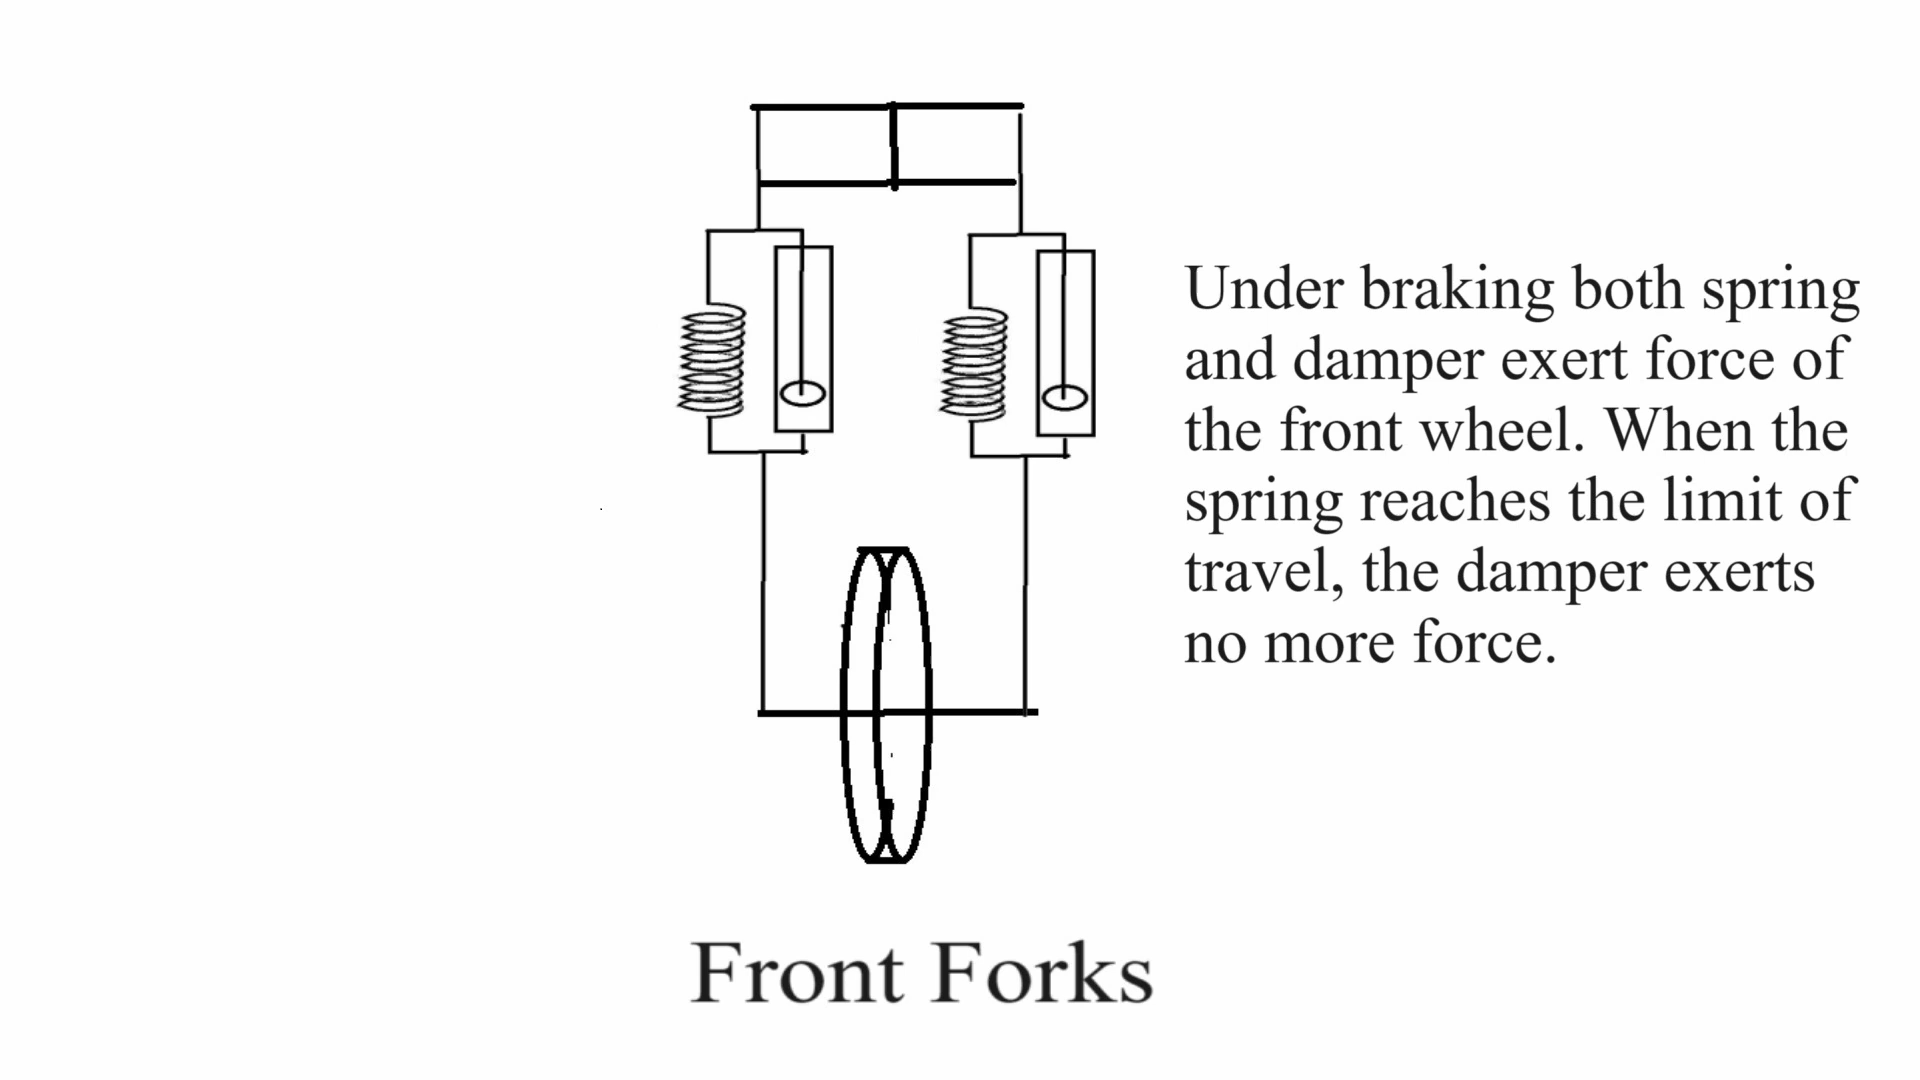 Under braking both spring
and damper exert force of
the front wheel. When the
spring reaches the limit of
travel, the damper exerts
no more force.
Front Forks